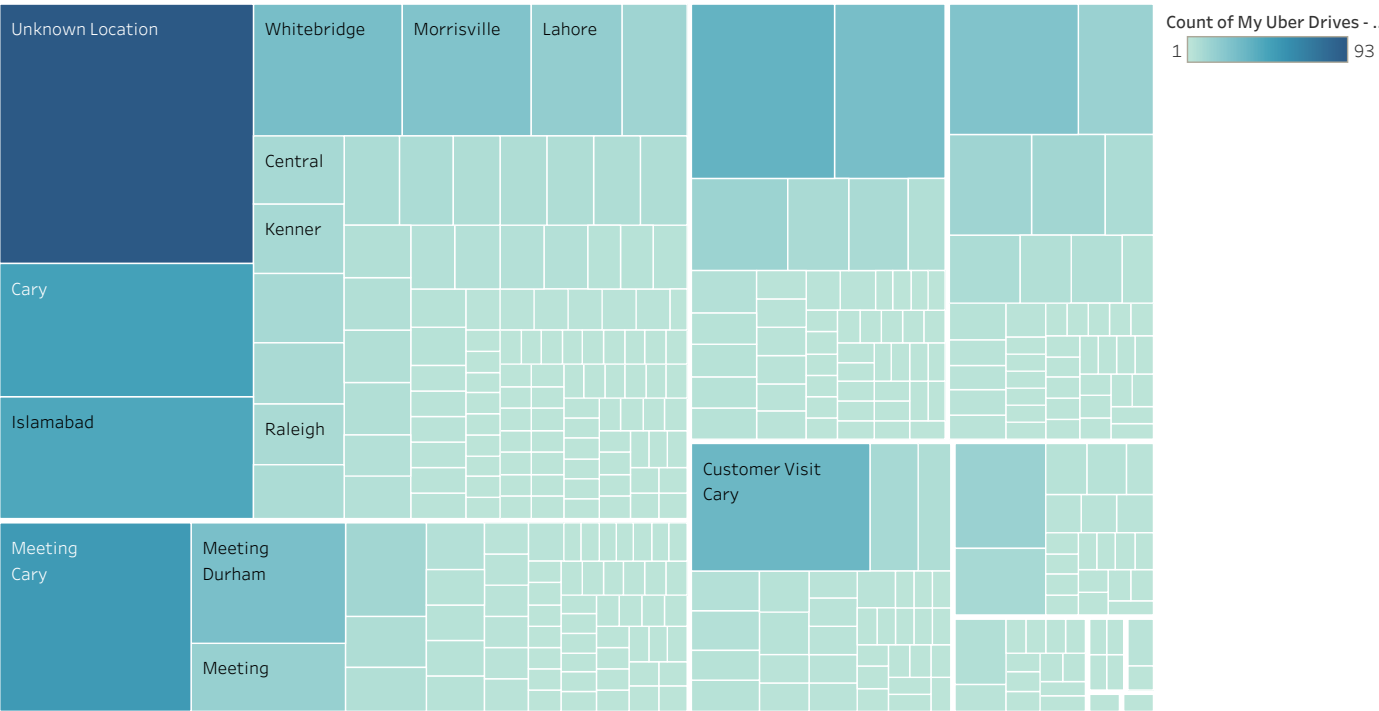 Unknown Location
Whitebridge
Morrisville
Lahore
Count of My Uber Drives - ..
1
93
Central
Kenner
Cary
Islamabad
Raleigh
Customer Visit
Cary
Meeting
Cary
Meeting
Durham
Meeting